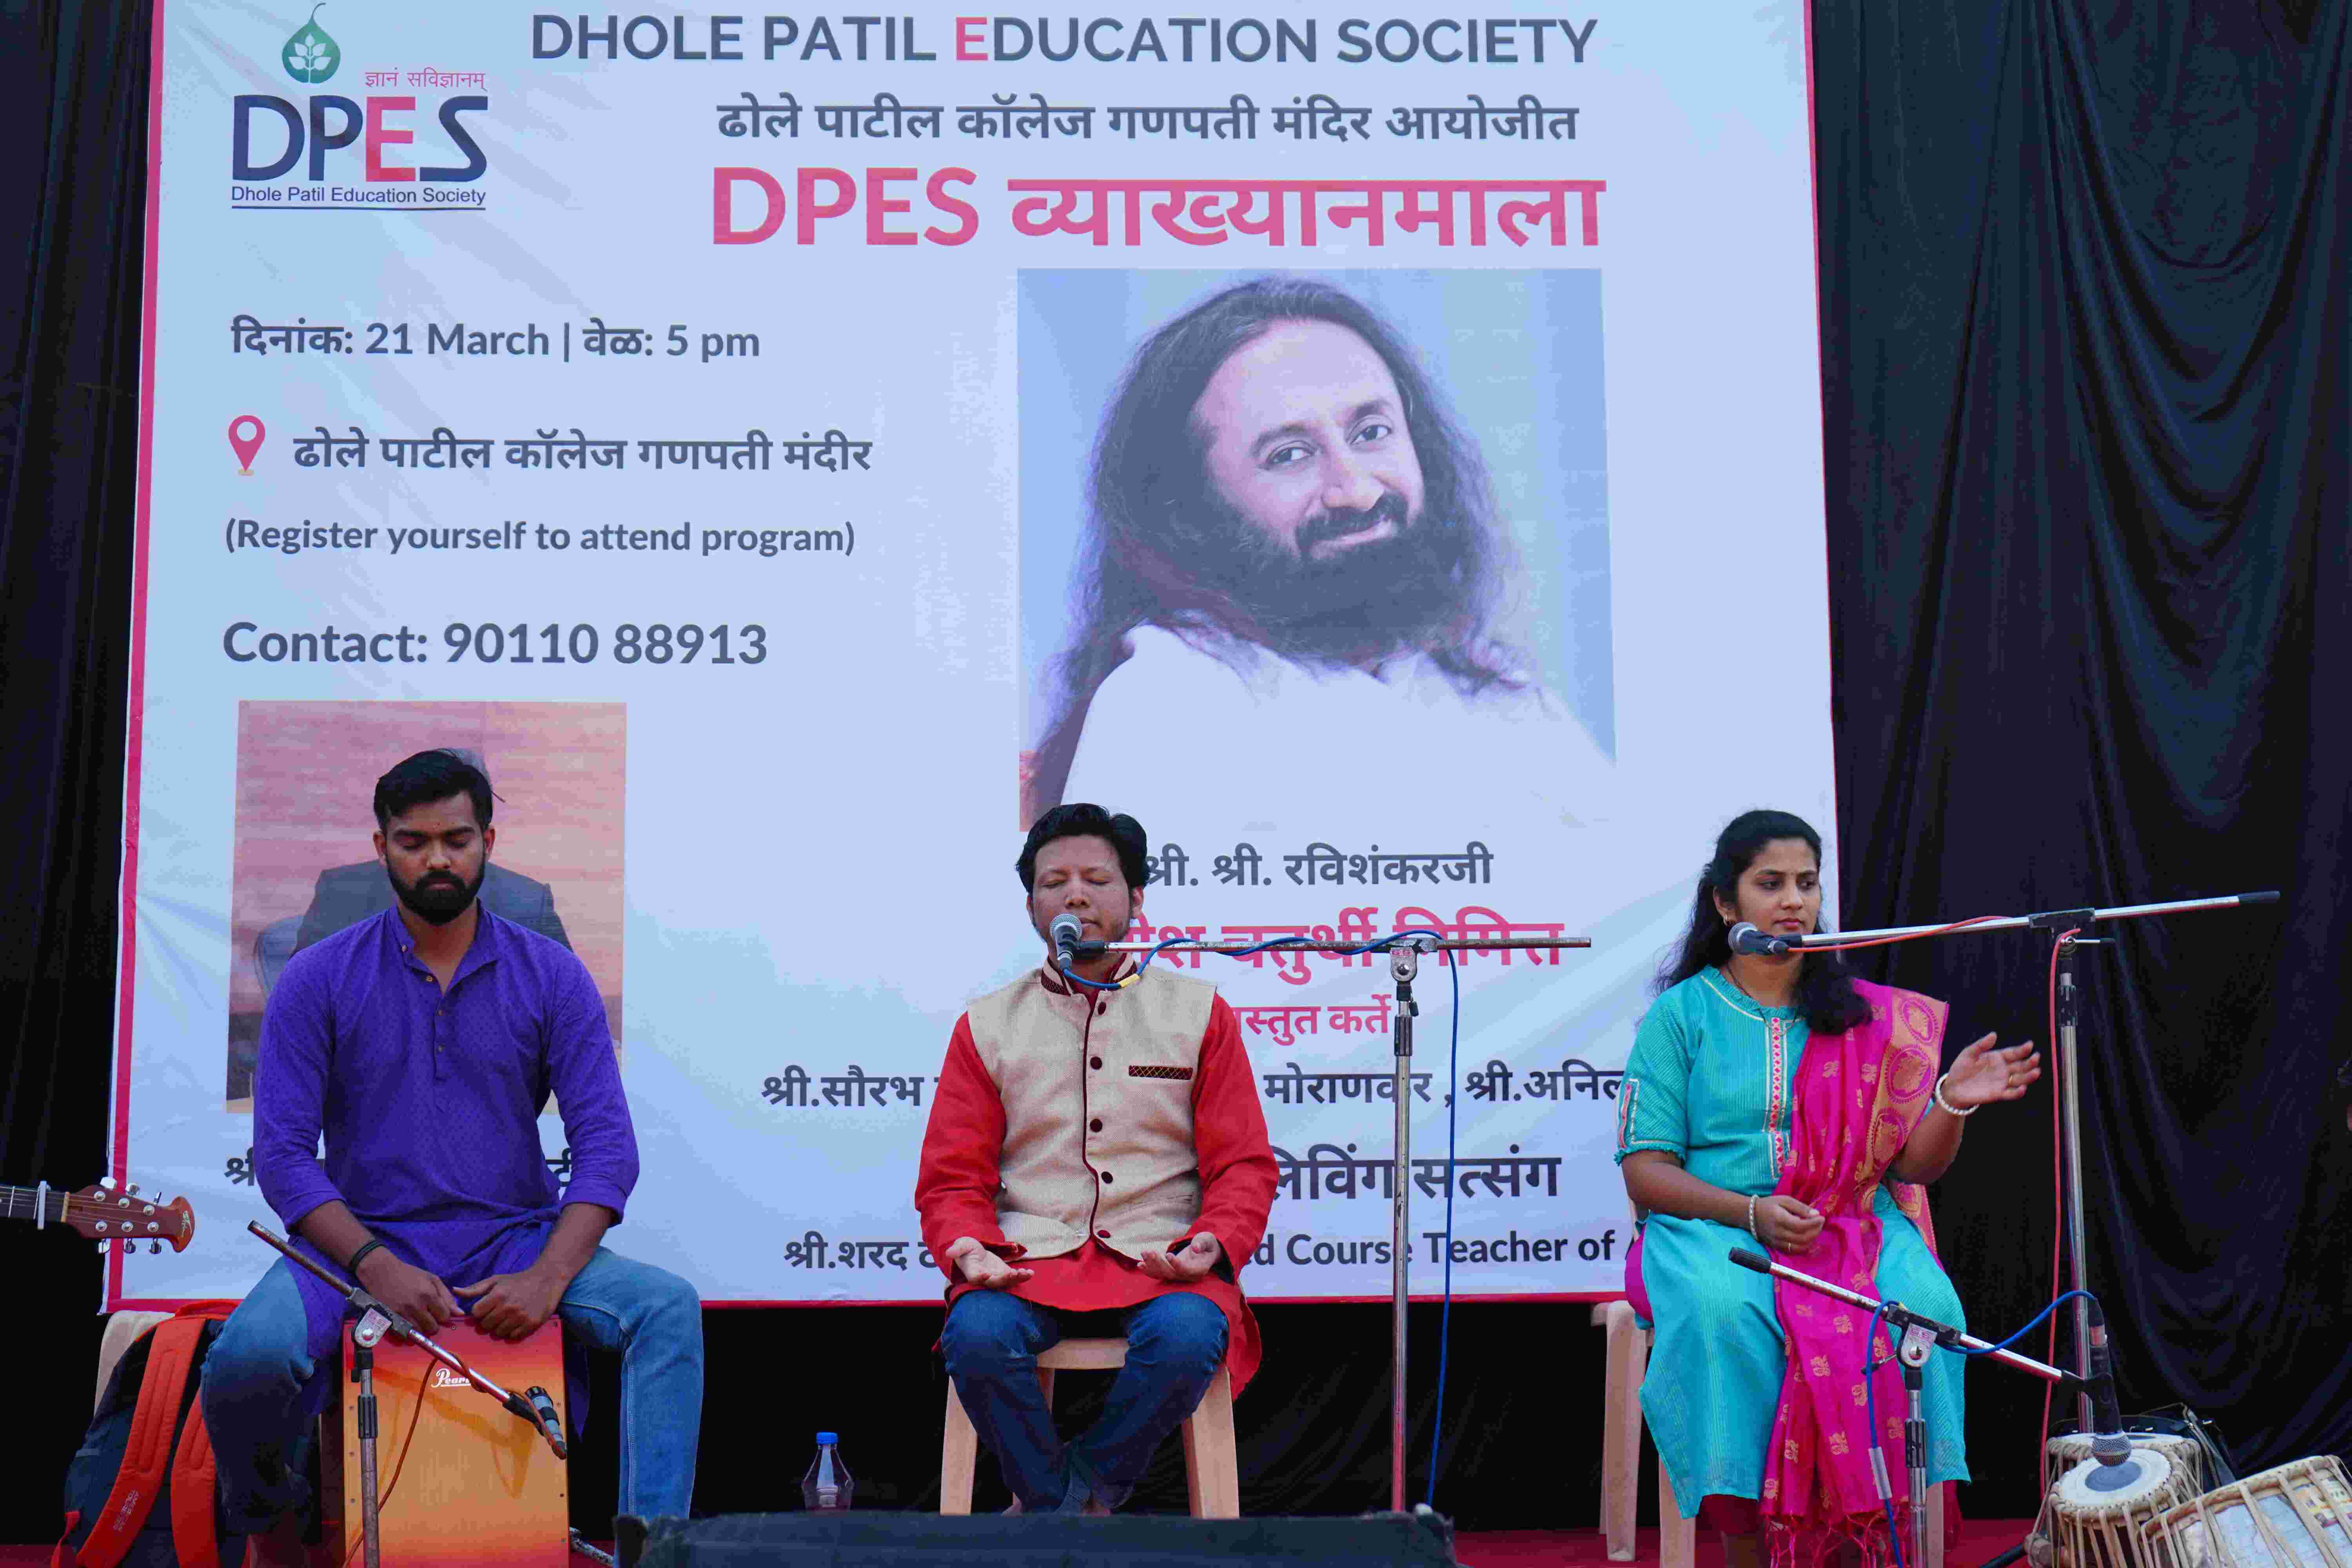 DHOLE PATIL EDUCATION SOCIETY
ज्ञानं सविज्ञानम्
DPES
Dhole Patil Education Society
ढोले पाटील कॉलेज गणपती मंदिर आयोजीत
DPES व्याख्यानमाला
दिनांक: 21 March | वेळ: 5 pm
ढोले पाटील कॉलेज गणपती मंदीर
(Register yourself to attend program)
Contact: 90110 88913
श्री. श्री. रविशंकरजी
चतुर्थी निमित्त
कर्ते
श्री.सौरभ मोराणकर , श्री.अनिल
श्री
लिविंग सत्संग
श्री.शरद Course Teacher of
Pearl